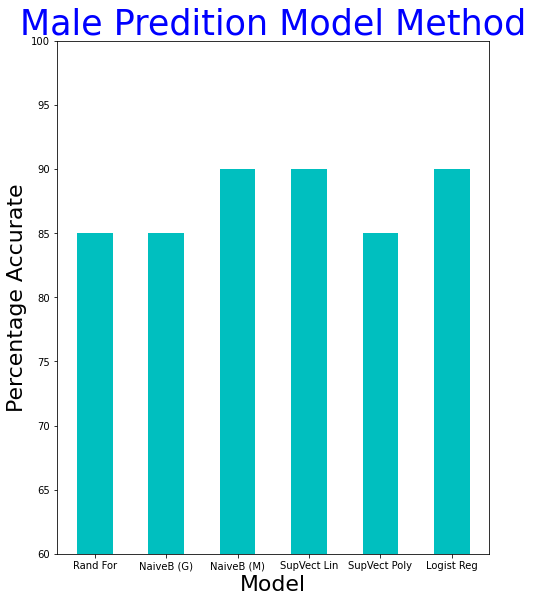 Male Predition Model Method
100
95
90
85
80
75
70
65
60
Percentage Accurate
Rand For NaiveB (G) NaiveB (M) SupVect Lin SupVect Poly Logist Reg
Model